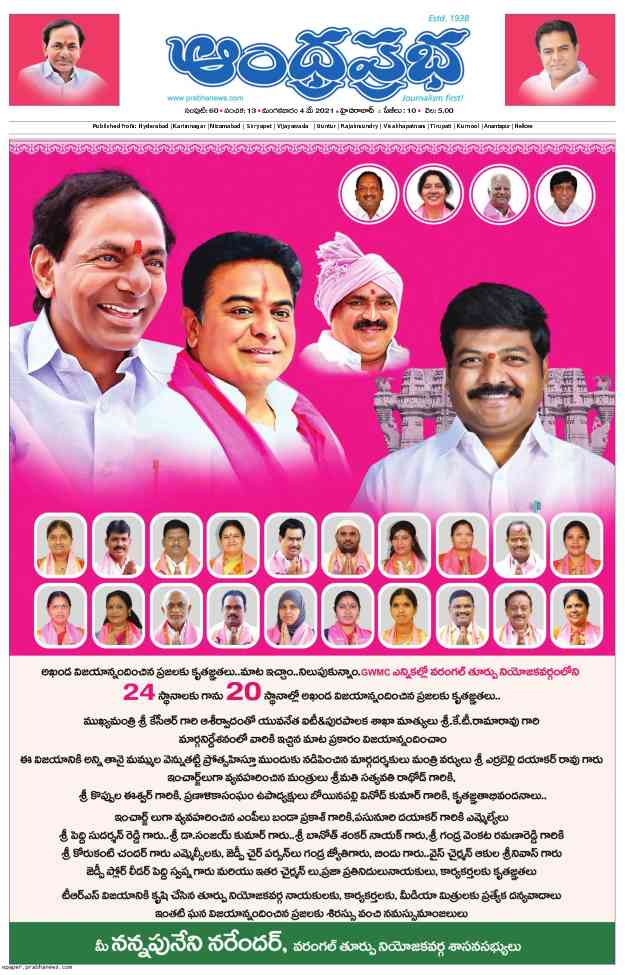 Estd. 1938
ఆంధ్రప్రభ
www.prabhanews.com
Journalism first!
సంపుటి: 60 • సంచిక: 13 • మంగళవారం 4 మే 2021 • హైదరాబాద్ : పేజీలు: 10 • వెల: 5.00
Published from: Hyderabad |Karimnagar |Nizamabad | Suryapet | Vijayawada | Guntur | Rajahmundry | Visakhapatnam |Tirupati | Kurnool |Anantapur | Nellore
అఖండ విజయాన్నందించిన ప్రజలకు కృతజ్ఞతలు..మాట ఇచ్చాం..నిలుపుకున్నాం.GWMC ఎన్నికల్లో వరంగల్ తూర్పు నియోజకవర్గంలోని
24 స్థానాలకు గాను 20 స్థానాల్లో అఖండ విజయాన్నందించిన ప్రజలకు కృతజ్ఞతలు..
ముఖ్యమంత్రి శ్రీ కేసీఆర్ గారి ఆశీర్వాదంతో యువనేత ఐటీ&పురపాలక శాఖా మాత్యులు శ్రీ.కే.టీ.రామారావు గారి
మార్గనిర్దేశనంలో వారికి ఇచ్చిన మాట ప్రకారం విజయాన్నందించాం
ఈ విజయానికి అన్ని తానై మమ్ముల వెన్నుతట్టి ప్రోత్సహిస్తూ ముందుకు నడిపించిన మార్గదర్శకులు మంత్రి వర్యులు శ్రీ ఎర్రబెల్లి దయాకర్ రావు గారు
ఇంచార్జ్‌లుగా వ్యవహరించిన మంత్రులు శ్రీమతి సత్యవతి రాథోడ్ గారికి,
శ్రీ కొప్పుల ఈశ్వర్ గారికి, ప్రణాళికాసంఘం ఉపాధ్యక్షులు బోయినపల్లి వినోద్ కుమార్ గారికి, కృతజ్ఞతాభివందనాలు..
ఇంచార్జ్ లుగా వ్యవహరించిన ఎంపీలు బండా ప్రకాశ్ గారికి,పసునూరి దయాకర్ గారికి ఎమ్మెల్యేలు
శ్రీ పెద్ది సుదర్శన్ రెడ్డి గారు..శ్రీ డా.సంజయ్ కుమార్ గారు..శ్రీ బానోత్ శంకర్ నాయక్ గారు,శ్రీ గండ్ర వెంకట రమణారెడ్డి గారికి
శ్రీ కోరుకంటి చందర్ గారు ఎమ్మెల్సీలకు, జెడ్పీ చైర్ పర్సన్‌లు గండ్ర జ్యోతిగారు, బిందు గారు..వైస్ చైర్మన్ ఆకుల శ్రీనివాస్ గారు
జెడ్పీ ఫ్లోర్ లీడర్ పెద్ది స్వప్న గారు మరియు ఇతర చైర్మన్ లు,ప్రజా ప్రతినిదులునాయకులు, కార్యకర్తలకు కృతజ్ఞతలు
టీఆర్ఎస్ విజయానికి కృషి చేసిన తూర్పు నియోజకవర్గ నాయకులకు, కార్యకర్తలకు, మీడియా మిత్రులకు ప్రత్యేక ధన్యవాదాలు
ఇంతటి ఘన విజయాన్నందించిన ప్రజలకు శిరస్సు వంచి నమస్సుమాంజలులు
మీ నన్నపునేని నరేందర్, వరంగల్ తూర్పు నియోజకవర్గ శాసనసభ్యులు
epaper.prabhanews.com